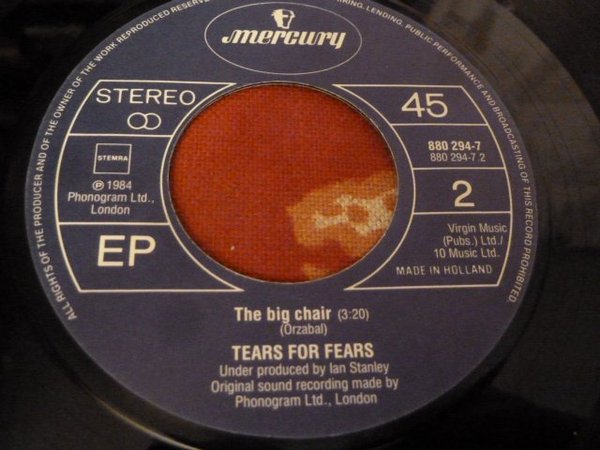 mercury
STEREO
STEMRA
℗ 1984
Phonogram Ltd.,
London
EP
45
880 294-7
880 294-7.2
2
Virgin Music
(Pubs.) Ltd./
10 Music Ltd.
MADE IN HOLLAND
The big chair (3:20)
(Orzabal)
TEARS FOR FEARS
Under produced by Ian Stanley
Original sound recording made by
Phonogram Ltd., London
ALL RIGHTS OF THE PRODUCER AND OF THE OWNER OF THE WORK REPRODUCED RESERVED
HIRING, LENDING, PUBLIC PERFORMANCE AND BROADCASTING OF THIS RECORD PROHIBITED.